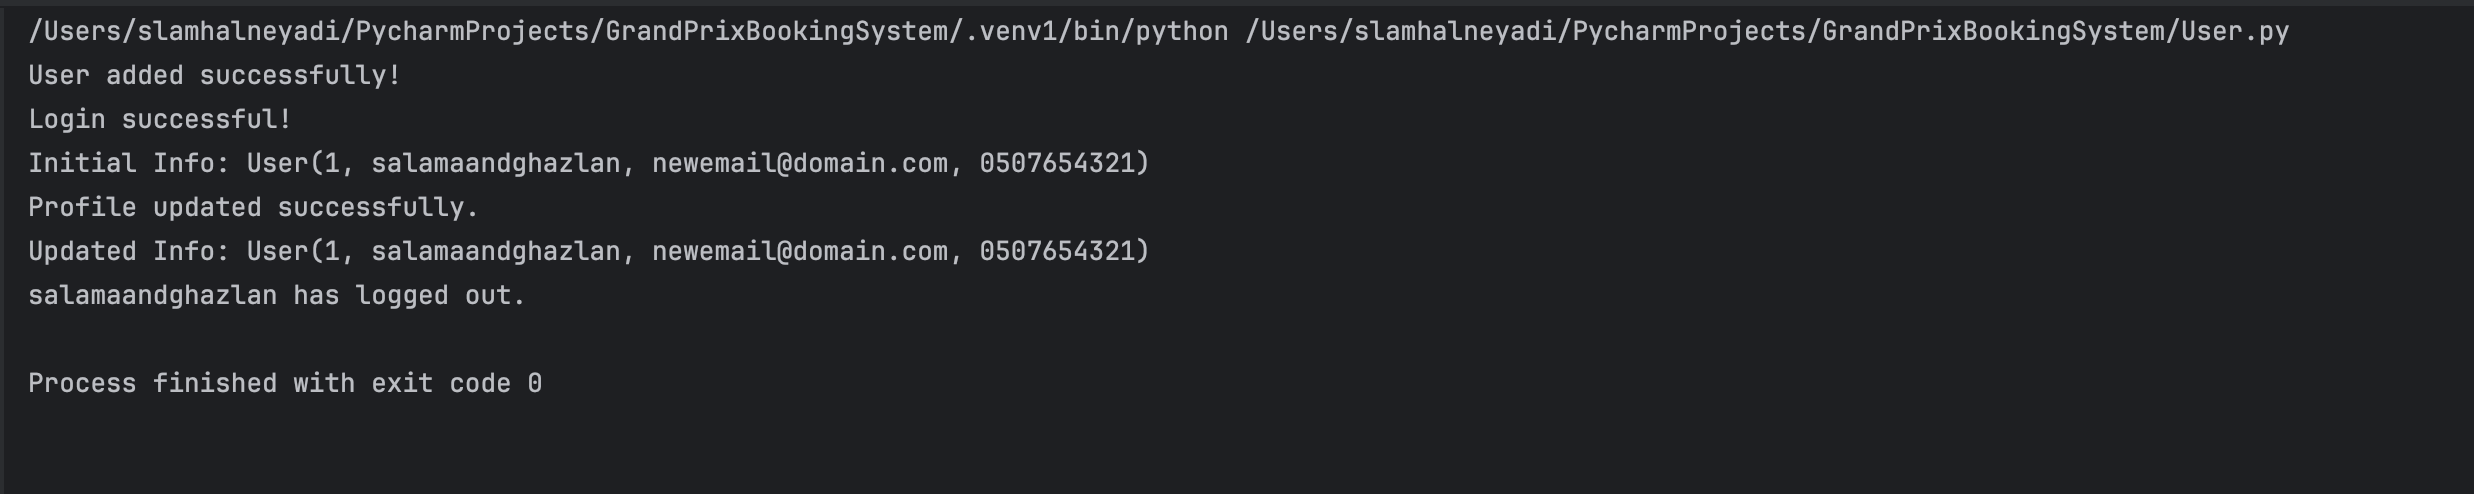 /Users/slamhalneyadi/PycharmProjects/GrandPrixBookingSystem/.venv1/bin/python /Users/slamhalneyadi/PycharmProjects/GrandPrixBookingSystem/User.py
User added successfully!
Login successful!
Initial Info: User(1, salamaandghazlan, newemail@domain.com, 0507654321)
Profile updated successfully.
Updated Info: User(1, salamaandghazlan, newemail@domain.com, 0507654321)
salamaandghazlan has logged out.
Process finished with exit code 0